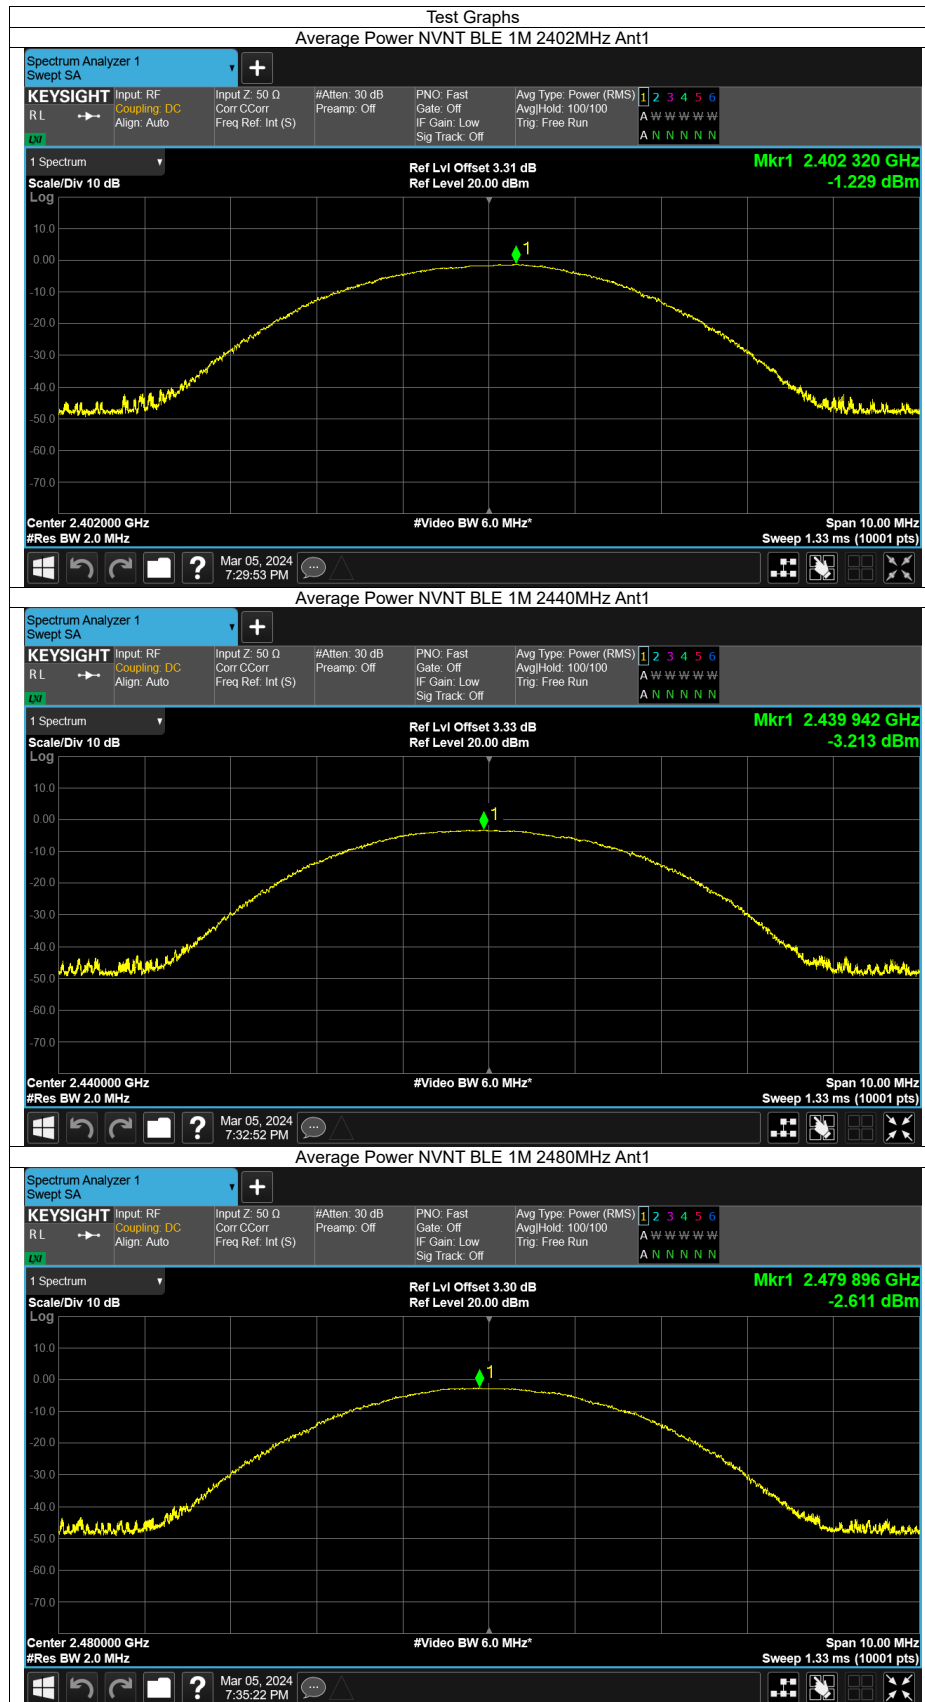 Test Graphs
Average Power NVNT BLE 1M 2402MHz Ant1
Spectrum Analyzer 1
Swept SA
+
KEYSIGHT Input: RF Input Z: 50 Ω #Atten: 30 dB PNO: Fast Avg Type: Power (RMS) 1 2 3 4 5 6
R L Coupling: DC Corr CCorr Preamp: Off Gate: Off Avg|Hold: 100/100 A W W W W W
Align: Auto Freq Ref: Int (S) IF Gain: Low Trig: Free Run
LXI Sig Track: Off A N N N N N
1 Spectrum Ref Lvl Offset 3.31 dB Mkr1 2.402 320 GHz
Scale/Div 10 dB Ref Level 20.00 dBm -1.229 dBm
Log
10.0
1
0.00
-10.0
-20.0
-30.0
-40.0
-50.0
-60.0
-70.0
Center 2.402000 GHz #Video BW 6.0 MHz* Span 10.00 MHz
#Res BW 2.0 MHz Sweep 1.33 ms (10001 pts)
? Mar 05, 2024
7:29:53 PM
Average Power NVNT BLE 1M 2440MHz Ant1
Spectrum Analyzer 1
Swept SA
+
KEYSIGHT Input: RF Input Z: 50 Ω #Atten: 30 dB PNO: Fast Avg Type: Power (RMS) 1 2 3 4 5 6
R L Coupling: DC Corr CCorr Preamp: Off Gate: Off Avg|Hold: 100/100 A W W W W W
Align: Auto Freq Ref: Int (S) IF Gain: Low Trig: Free Run
LXI Sig Track: Off A N N N N N
1 Spectrum Ref Lvl Offset 3.33 dB Mkr1 2.439 942 GHz
Scale/Div 10 dB Ref Level 20.00 dBm -3.213 dBm
Log
10.0
1
0.00
-10.0
-20.0
-30.0
-40.0
-50.0
-60.0
-70.0
Center 2.440000 GHz #Video BW 6.0 MHz* Span 10.00 MHz
#Res BW 2.0 MHz Sweep 1.33 ms (10001 pts)
? Mar 05, 2024
7:32:52 PM
Average Power NVNT BLE 1M 2480MHz Ant1
Spectrum Analyzer 1
Swept SA
+
KEYSIGHT Input: RF Input Z: 50 Ω #Atten: 30 dB PNO: Fast Avg Type: Power (RMS) 1 2 3 4 5 6
R L Coupling: DC Corr CCorr Preamp: Off Gate: Off Avg|Hold: 100/100 A W W W W W
Align: Auto Freq Ref: Int (S) IF Gain: Low Trig: Free Run
LXI Sig Track: Off A N N N N N
1 Spectrum Ref Lvl Offset 3.30 dB Mkr1 2.479 896 GHz
Scale/Div 10 dB Ref Level 20.00 dBm -2.611 dBm
Log
10.0
1
0.00
-10.0
-20.0
-30.0
-40.0
-50.0
-60.0
-70.0
Center 2.480000 GHz #Video BW 6.0 MHz* Span 10.00 MHz
#Res BW 2.0 MHz Sweep 1.33 ms (10001 pts)
? Mar 05, 2024
7:35:22 PM